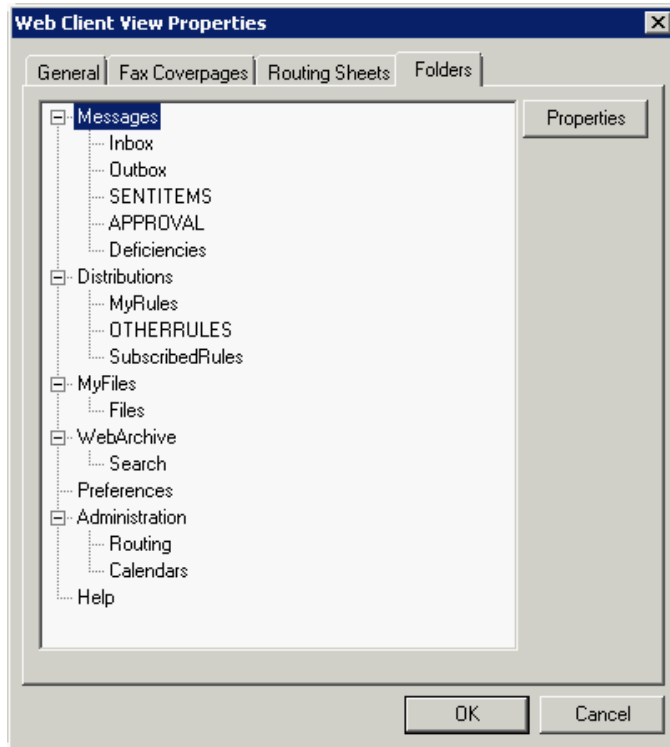 Web Client View Properties
General Fax Coverpages Routing Sheets Folders
Messages Properties
Inbox
Outbox
SENTITEMS
APPROVAL
Deficiencies
Distributions
MyRules
OTHERRULES
SubscribedRules
MyFiles
Files
WebArchive
Search
Preferences
Administration
Routing
Calendars
Help
OK Cancel